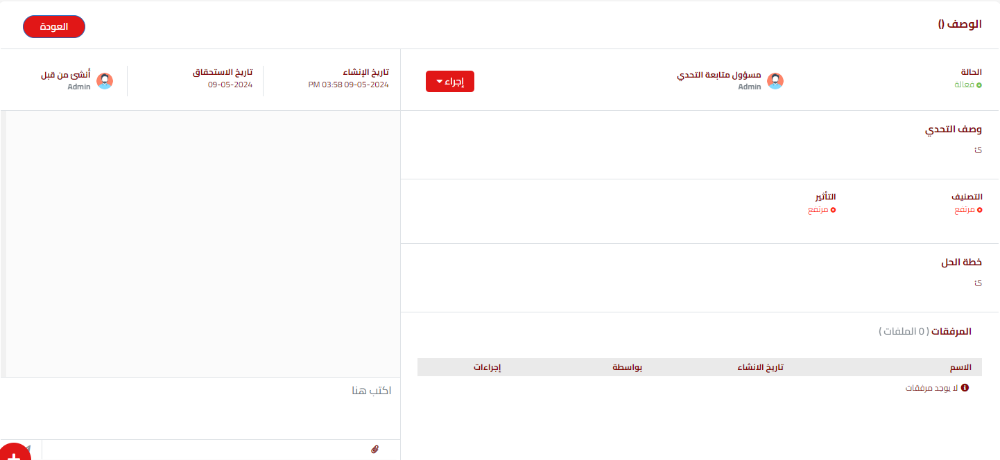 الوصف ()
العودة
الحالة
فعالة
مسؤول متابعة التحدي
Admin
إجراء
تاريخ الإنشاء
09-05-2024 03:58 PM
تاريخ الاستحقاق
09-05-2024
أنشئ من قبل
Admin
وصف التحدي
ئ
التصنيف
مرتفع
التأثير
مرتفع
خطة الحل
ئ
المرفقات ( 0 الملفات )
الاسم تاريخ الانشاء بواسطة إجراءات
لا يوجد مرفقات
اكتب هنا